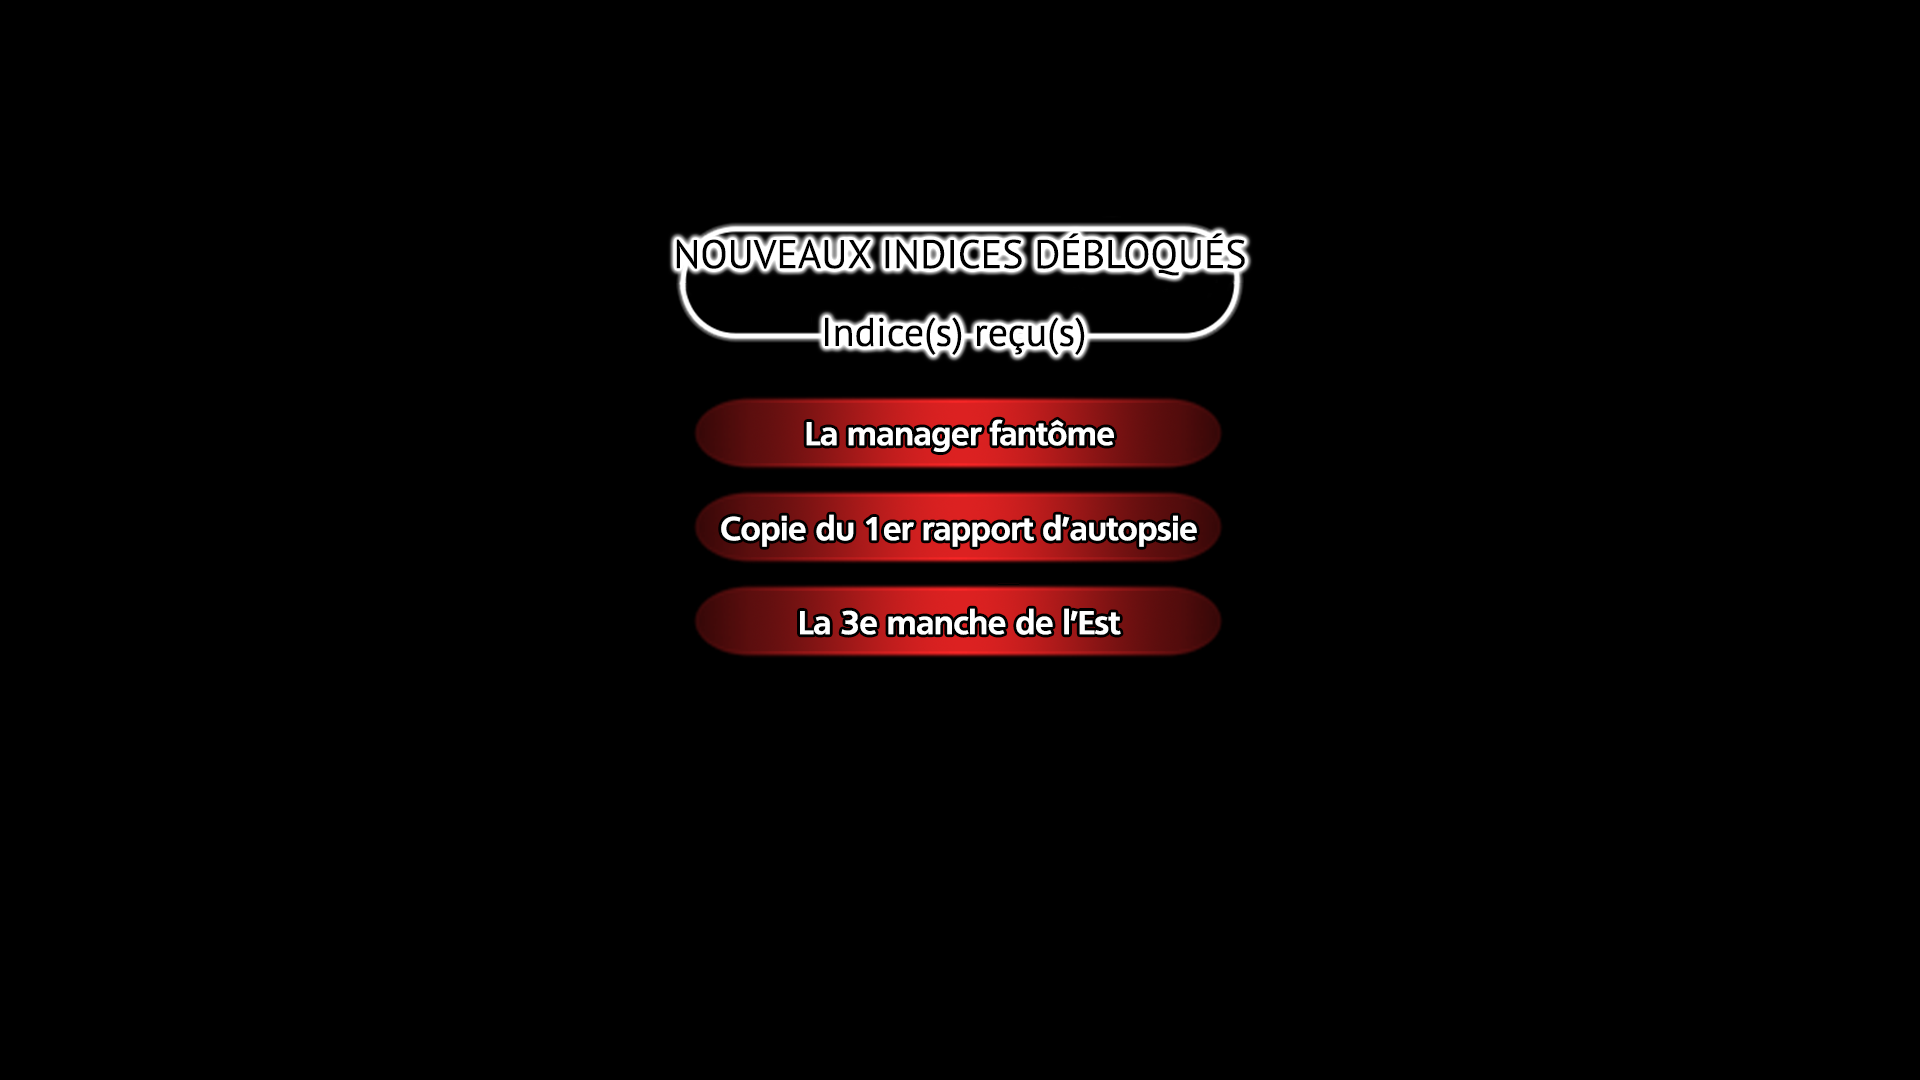 NOUVEAUX INDICES DÉBLOQUÉS
Indice(s) reçu(s)
La manager fantôme
Copie du 1er rapport d’autopsie
La 3e manche de l’Est